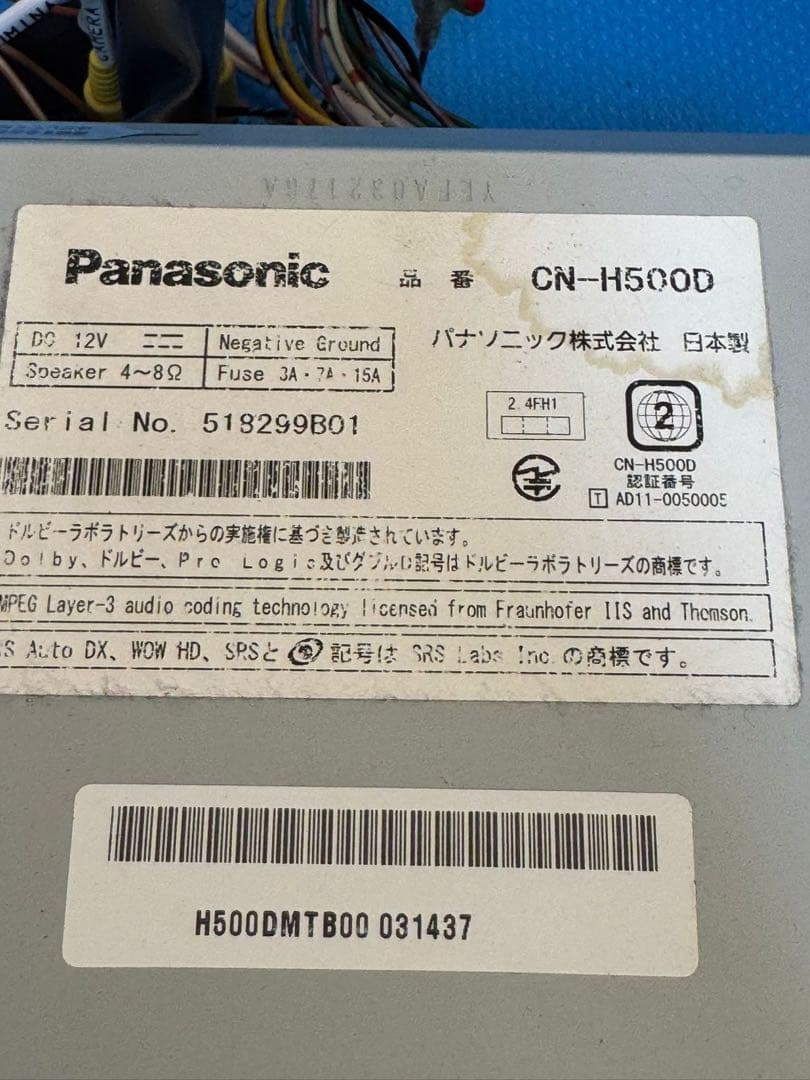 CAMERA
YEFA032176A
Panasonic 品番 CN-H500D
DC 12V Negative Ground
Speaker 4~8Ω Fuse 3A・7A・15A
パナソニック株式会社 日本製
Serial No. 518299B01
2.4FH1
2
CN-H500D
認証番号
T AD11-0050005
ドルビーラボラトリーズからの実施権に基づき製造されています。
Dolby、ドルビー、Pro Logic及びダブルD記号はドルビーラボラトリーズの商標です。
MPEG Layer-3 audio coding technology licensed from Fraunhofer IIS and Thomson.
S Auto DX、WOW HD、SRSと 記号は SRS Labs Inc.の商標です。
H500DMTB00 031437